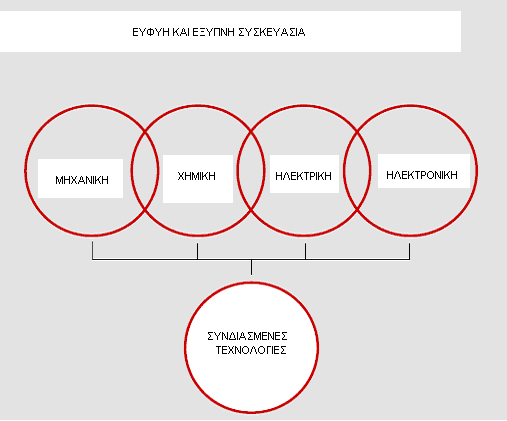 ΕΥΦΥΗ ΚΑΙ ΕΞΥΠΝΗ ΣΥΣΚΕΥΑΣΙΑ
ΜΗΧΑΝΙΚΗ
ΧΗΜΙΚΗ
ΗΛΕΚΤΡΙΚΗ
ΗΛΕΚΤΡΟΝΙΚΗ
ΣΥΝΔΙΑΣΜΕΝΕΣ
ΤΕΧΝΟΛΟΓΙΕΣ